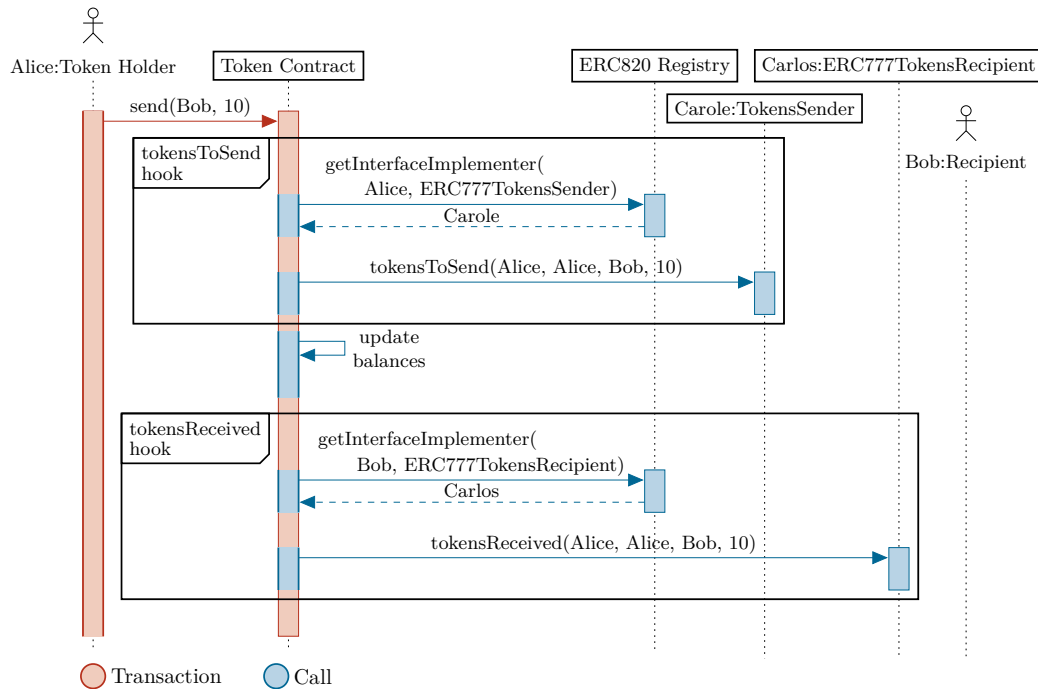 Alice:Token Holder
Token Contract
ERC820 Registry
Carlos:ERC777TokensRecipient
Carole:TokensSender
Bob:Recipient
send(Bob, 10)
tokensToSend
hook
getInterfaceImplementer(
Alice, ERC777TokensSender)
Carole
tokensToSend(Alice, Alice, Bob, 10)
update
balances
tokensReceived
hook
getInterfaceImplementer(
Bob, ERC777TokensRecipient)
Carlos
tokensReceived(Alice, Alice, Bob, 10)
Transaction
Call